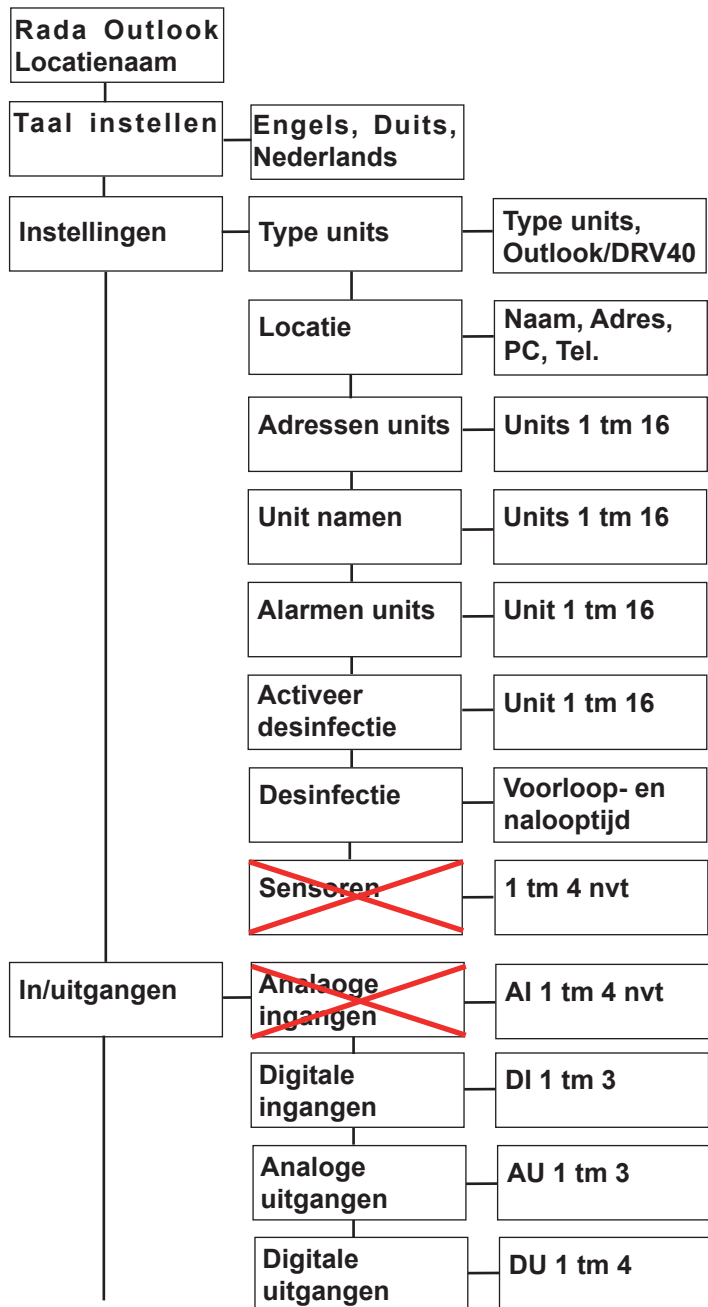 Rada Outlook
Locatienaam
Taal instellen
Engels, Duits,
Nederlands
Instellingen
Type units
Type units,
Outlook/DRV40
Locatie
Naam, Adres,
PC, Tel.
Adressen units
Units 1 tm 16
Unit namen
Units 1 tm 16
Alarmen units
Unit 1 tm 16
Activeer
desinfectie
Unit 1 tm 16
Desinfectie
Voorloop- en
nalooptijd
Sensoren
1 tm 4 nvt
In/uitgangen
Analaoge
ingangen
AI 1 tm 4 nvt
Digitale
ingangen
DI 1 tm 3
Analoge
uitgangen
AU 1 tm 3
Digitale
uitgangen
DU 1 tm 4